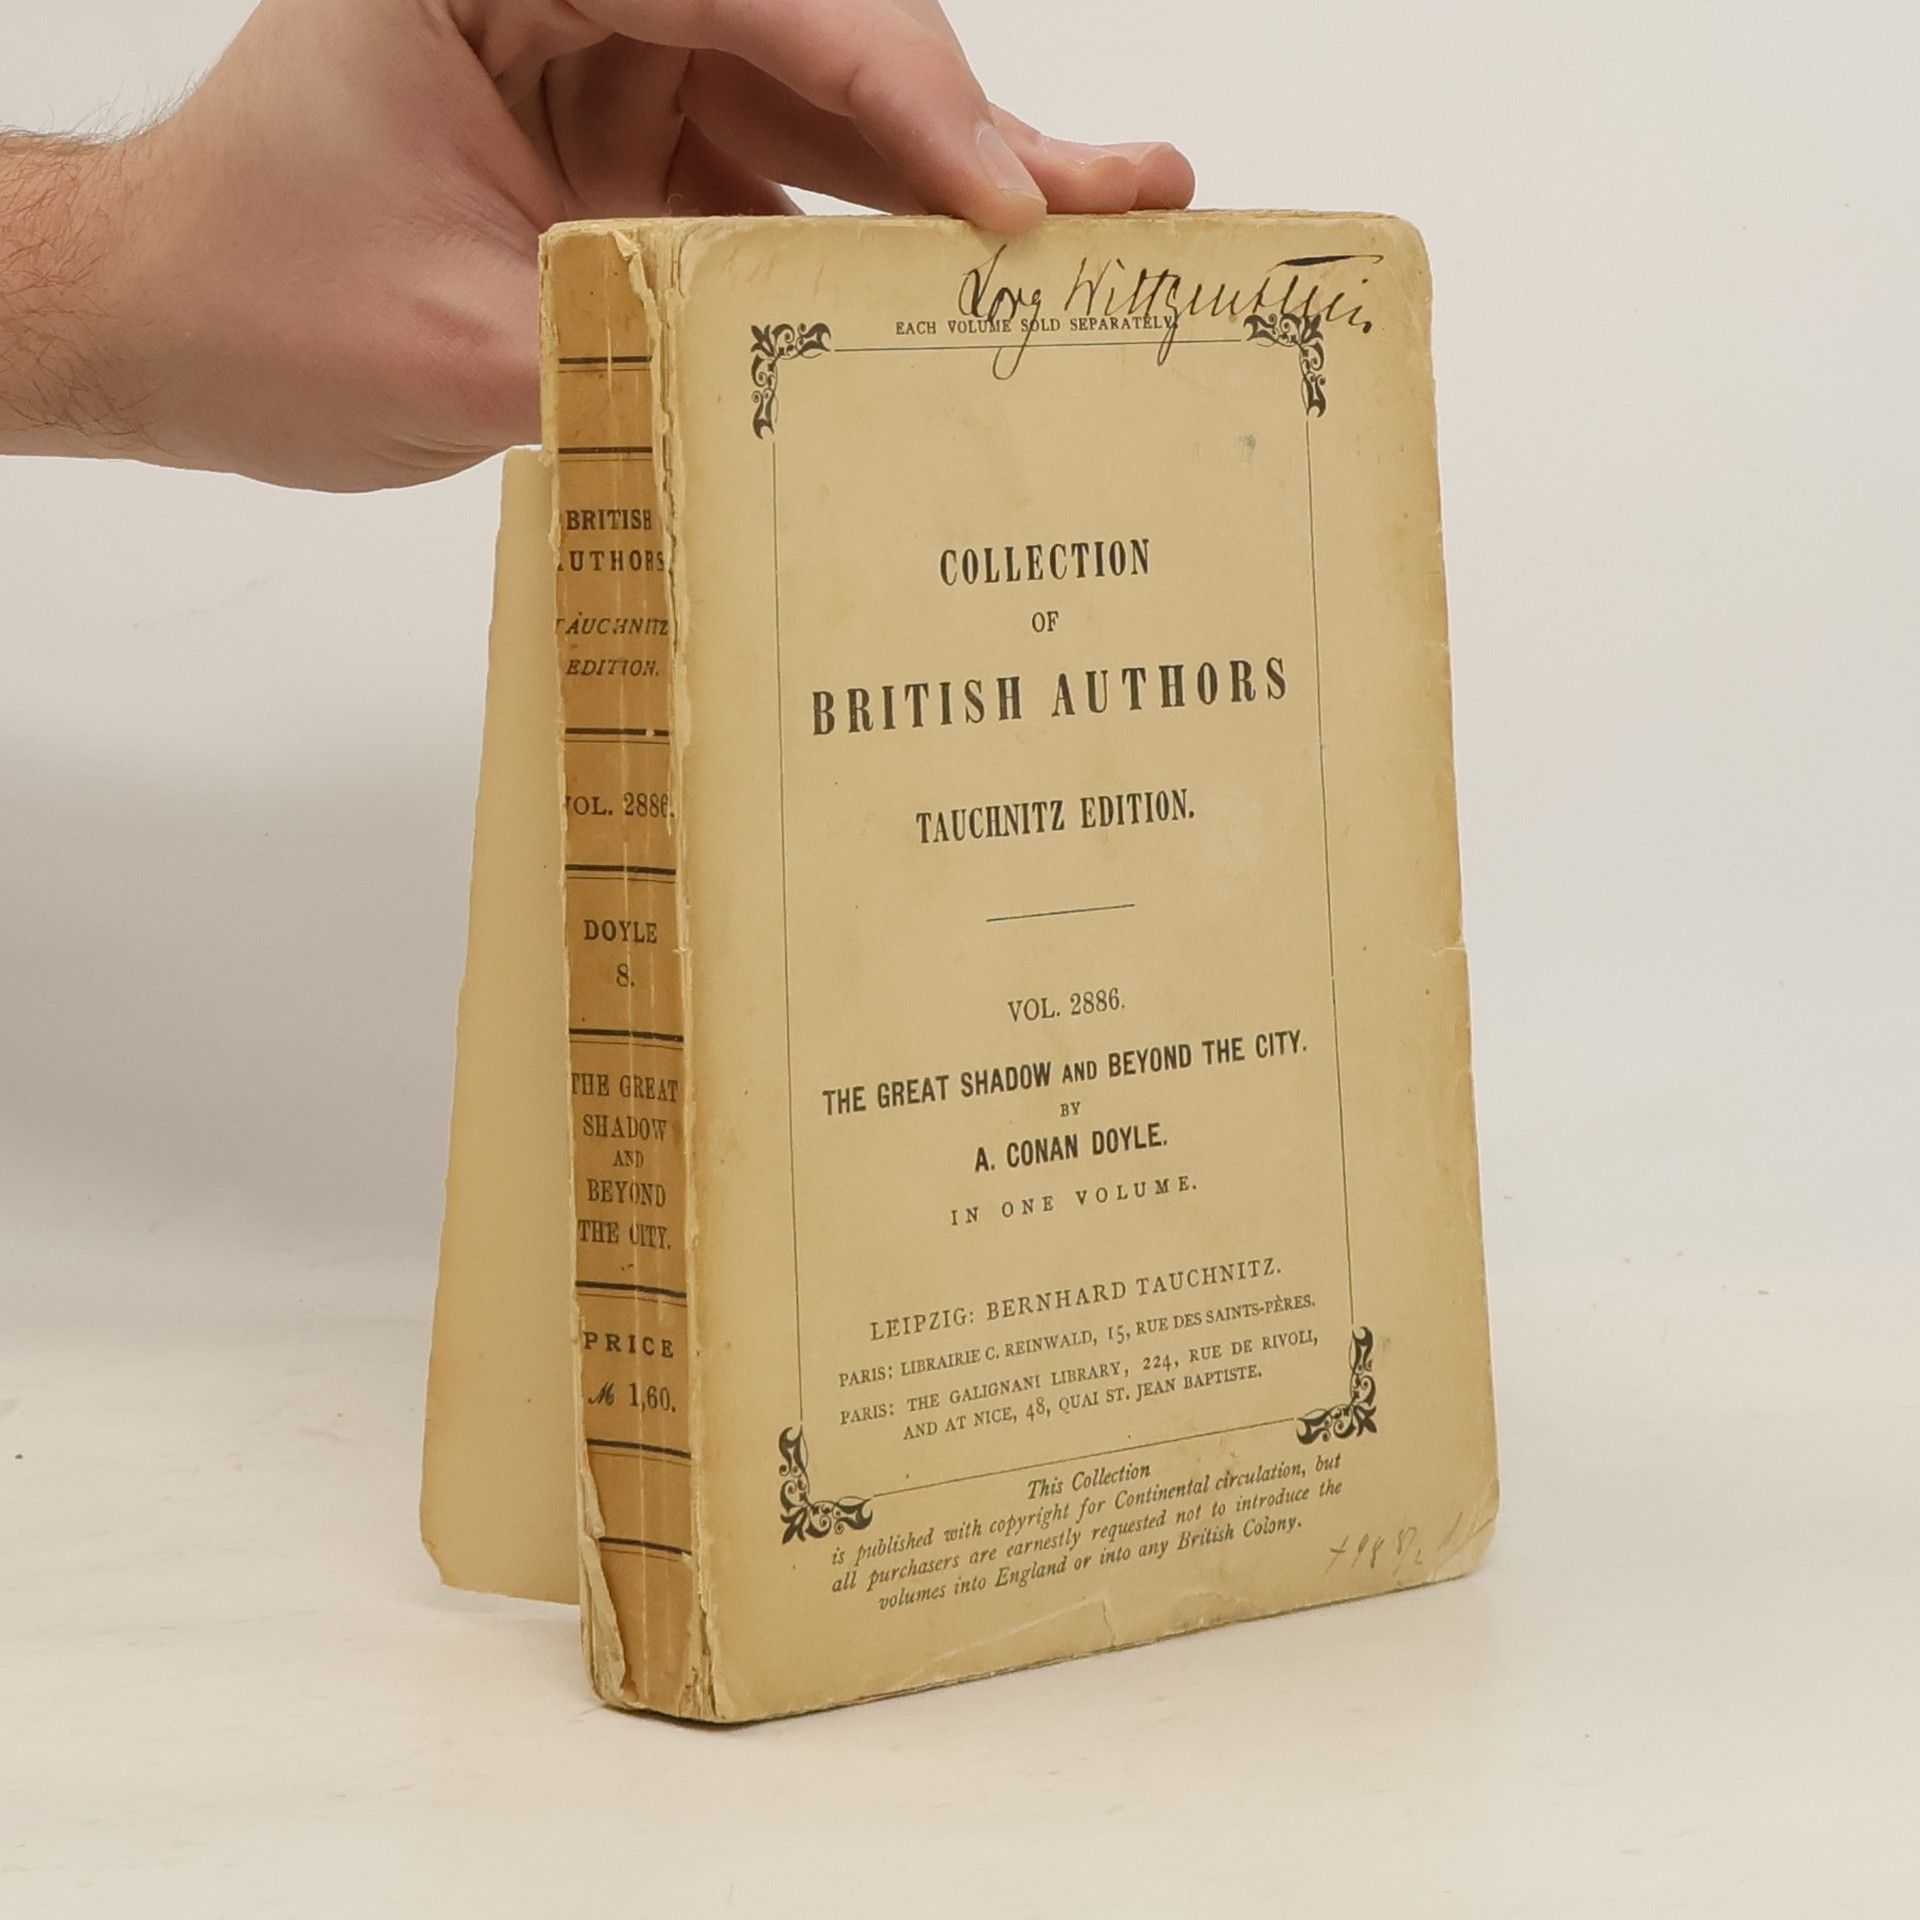 BRITISH
AUTHORS
TAUCHNITZ
EDITION.
VOL. 2886.
DOYLE
8.
THE GREAT
SHADOW
AND
BEYOND
THE CITY.
PRICE
ℳ 1,60.
Wittgenstein.
EACH VOLUME SOLD SEPARATELY.
COLLECTION
OF
BRITISH AUTHORS
TAUCHNITZ EDITION.
VOL. 2886.
THE GREAT SHADOW AND BEYOND THE CITY.
BY
A. CONAN DOYLE.
IN ONE VOLUME.
LEIPZIG: BERNHARD TAUCHNITZ.
PARIS: LIBRAIRIE C. REINWALD, 15, RUE DES SAINTS-PÈRES.
PARIS: THE GALIGNANI LIBRARY, 224, RUE DE RIVOLI,
AND AT NICE, 48, QUAI ST. JEAN BAPTISTE.
This Collection
is published with copyright for Continental circulation, but
all purchasers are earnestly requested not to introduce the
volumes into England or into any British Colony.